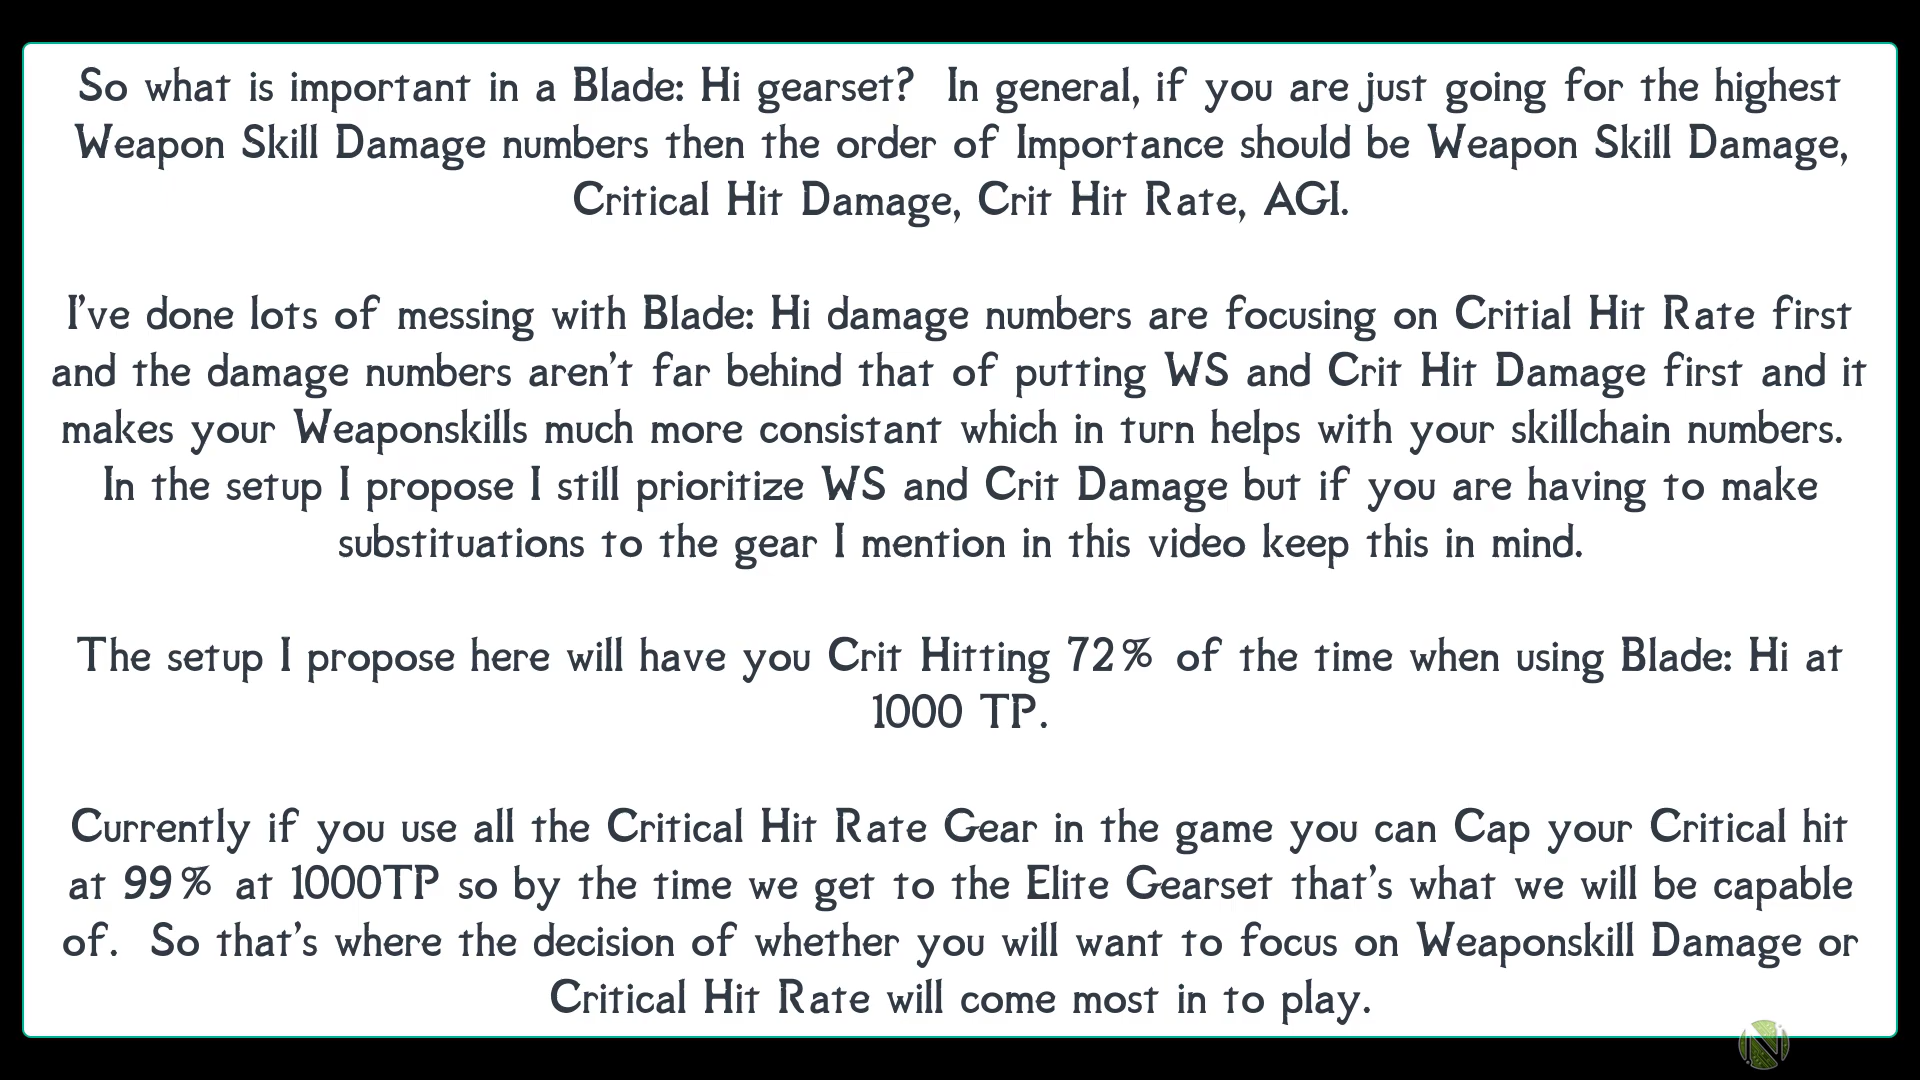 So what is important in a Blade: Hi gearset?  In general, if you are just going for the highest
Weapon Skill Damage numbers then the order of Importance should be Weapon Skill Damage,
Critical Hit Damage, Crit Hit Rate, AGI.
I've done lots of messing with Blade: Hi damage numbers are focusing on Critial Hit Rate first
and the damage numbers aren't far behind that of putting WS and Crit Hit Damage first and it
makes your Weaponskills much more consistant which in turn helps with your skillchain numbers.
In the setup I propose I still prioritize WS and Crit Damage but if you are having to make
substituations to the gear I mention in this video keep this in mind.
The setup I propose here will have you Crit Hitting 72% of the time when using Blade: Hi at
1000 TP.
Currently if you use all the Critical Hit Rate Gear in the game you can Cap your Critical hit
at 99% at 1000TP so by the time we get to the Elite Gearset that's what we will be capable
of.  So that's where the decision of whether you will want to focus on Weaponskill Damage or
Critical Hit Rate will come most in to play.
N